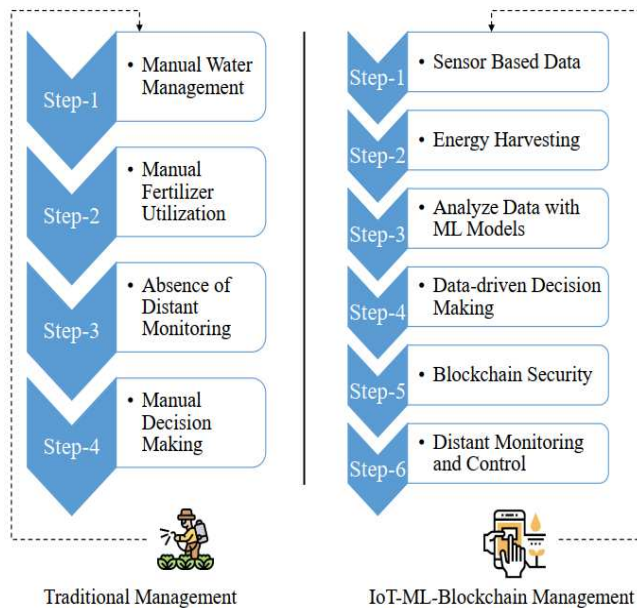 Step-1
• Manual Water
Management
Step-2
• Manual
Fertilizer
Utilization
Step-3
• Absence of
Distant
Monitoring
Step-4
• Manual
Decision
Making
Traditional Management
Step-1
• Sensor Based Data
Step-2
• Energy Harvesting
Step-3
• Analyze Data with
ML Models
Step-4
• Data-driven Decision
Making
Step-5
• Blockchain Security
Step-6
• Distant Monitoring
and Control
IoT-ML-Blockchain Management